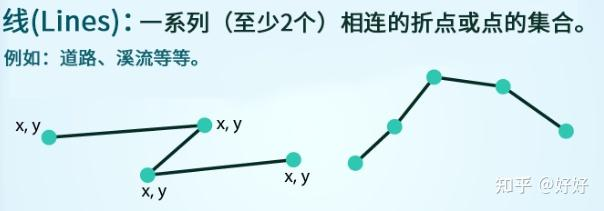 线(Lines)：一系列（至少2个）相连的折点或点的集合。
例如：道路、溪流等等。
x, y
x, y
x, y
x, y
知乎 @好好